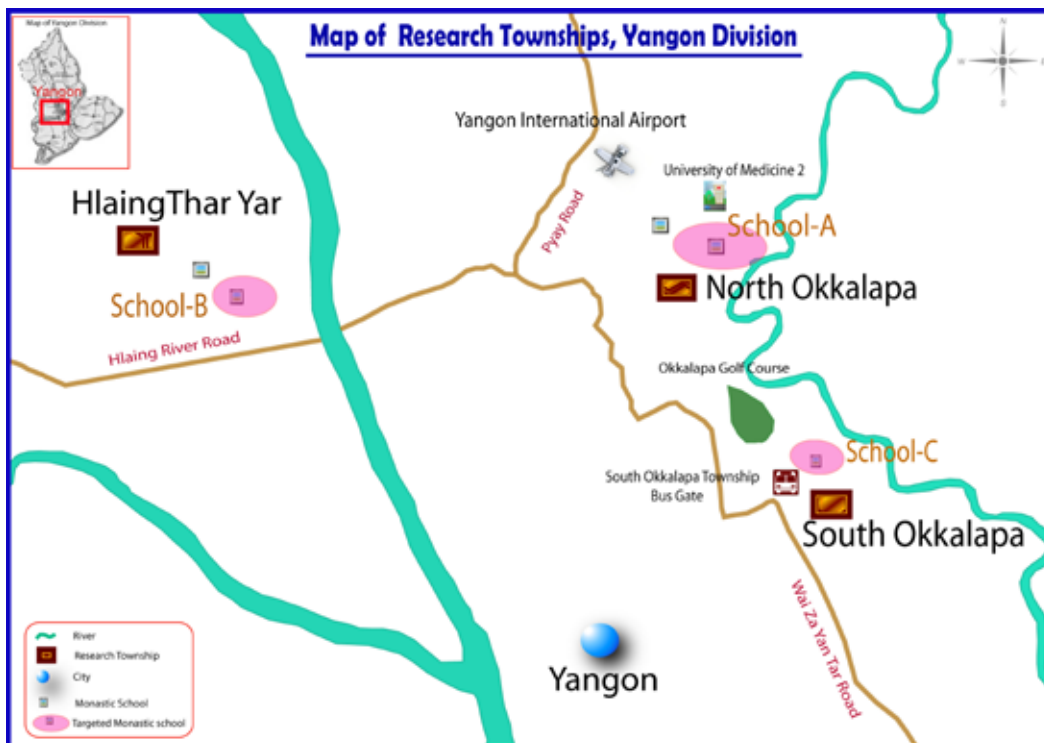 Map of Yangon Division
Yangon
Map of Research Townships, Yangon Division
N
W
S
Yangon International Airport
University of Medicine 2
HlaingThar Yar
School-A
Pyay Road
North Okkalapa
School-B
Hlaing River Road
Okkalapa Golf Course
School-C
South Okkalapa Township
Bus Gate
South Okkalapa
Wai Za Yan Tar Road
Yangon
River
Research Township
City
Monastic School
Targeted Monastic school